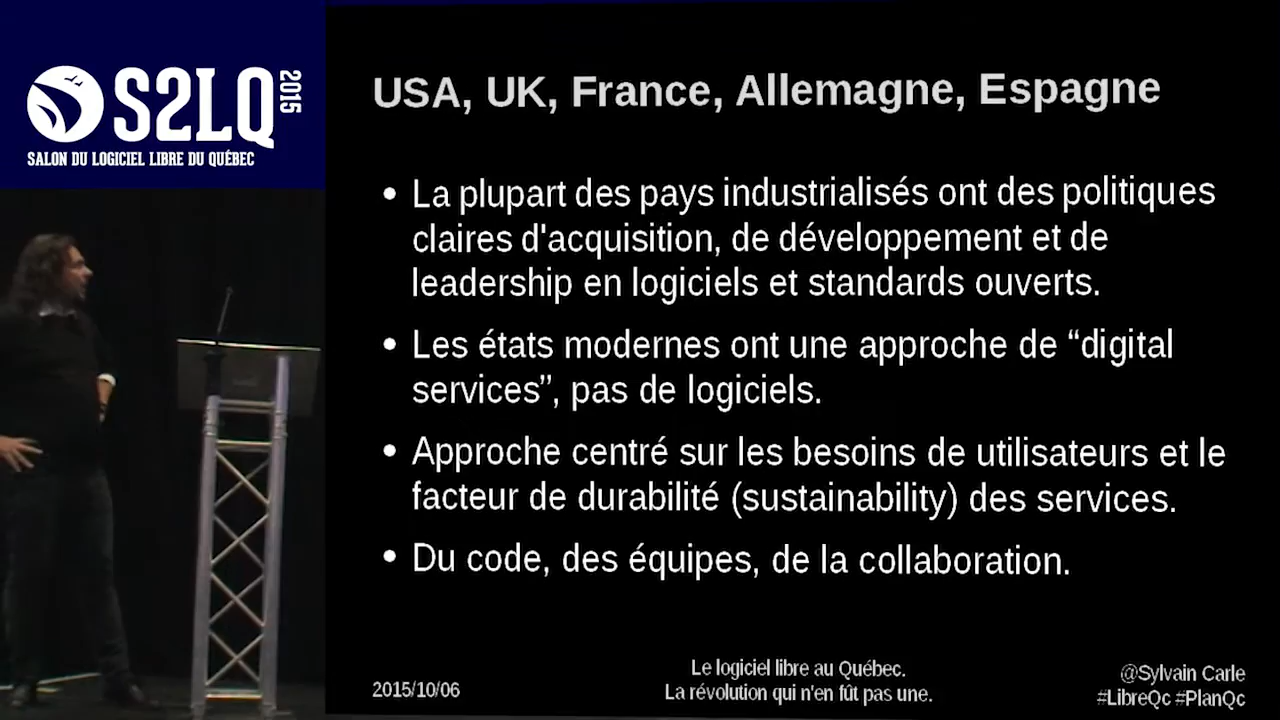 S2LQ 2015
SALON DU LOGICIEL LIBRE DU QUÉBEC
USA, UK, France, Allemagne, Espagne
• La plupart des pays industrialisés ont des politiques
claires d'acquisition, de développement et de
leadership en logiciels et standards ouverts.
• Les états modernes ont une approche de “digital
services”, pas de logiciels.
• Approche centré sur les besoins de utilisateurs et le
facteur de durabilité (sustainability) des services.
• Du code, des équipes, de la collaboration.
2015/10/06
Le logiciel libre au Québec.
La révolution qui n'en fût pas une.
@Sylvain Carle
#LibreQc #PlanQc